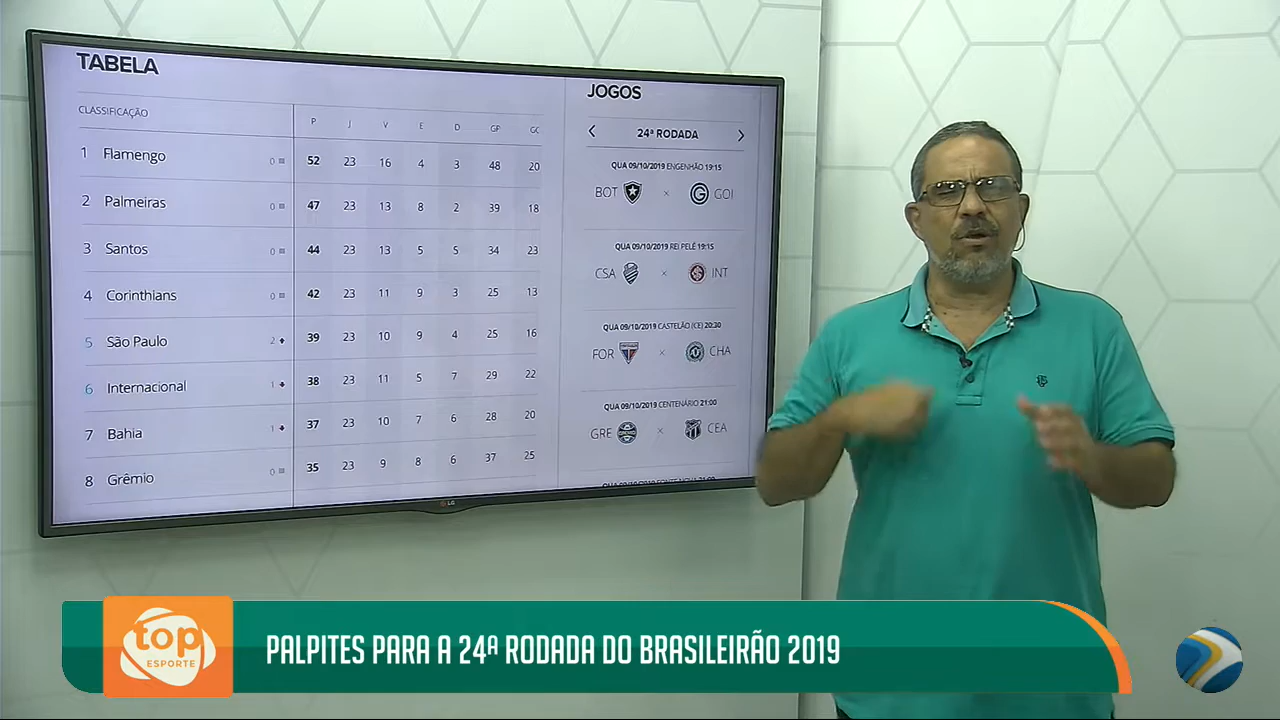 TABELA
CLASSIFICAÇÃO P J V E D GP GC
1 Flamengo 0 52 23 16 4 3 48 20
2 Palmeiras 0 47 23 13 8 2 39 18
3 Santos 0 44 23 13 5 5 34 23
4 Corinthians 0 42 23 11 9 3 25 13
5 São Paulo 2 39 23 10 9 4 25 16
6 Internacional 1 38 23 11 5 7 29 22
7 Bahia 1 37 23 10 7 6 28 20
8 Grêmio 0 35 23 9 8 6 37 25
JOGOS
24ª RODADA
QUA 09/10/2019 ENGENHÃO 19:15
BOT × GOI
QUA 09/10/2019 REI PELÉ 19:15
CSA × INT
QUA 09/10/2019 CASTELÃO (CE) 20:30
FOR × CHA
QUA 09/10/2019 CENTENÁRIO 21:00
GRE × CEA
LG
top
ESPORTE
PALPITES PARA A 24ª RODADA DO BRASILEIRÃO 2019